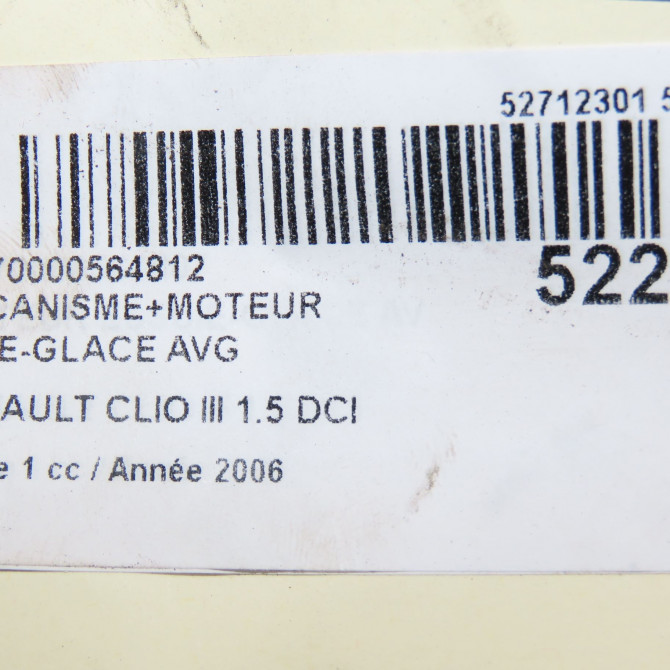 52712301 5
70000564812
522
CANISME+MOTEUR
E-GLACE AVG
AULT CLIO III 1.5 DCI
e 1 cc / Année 2006